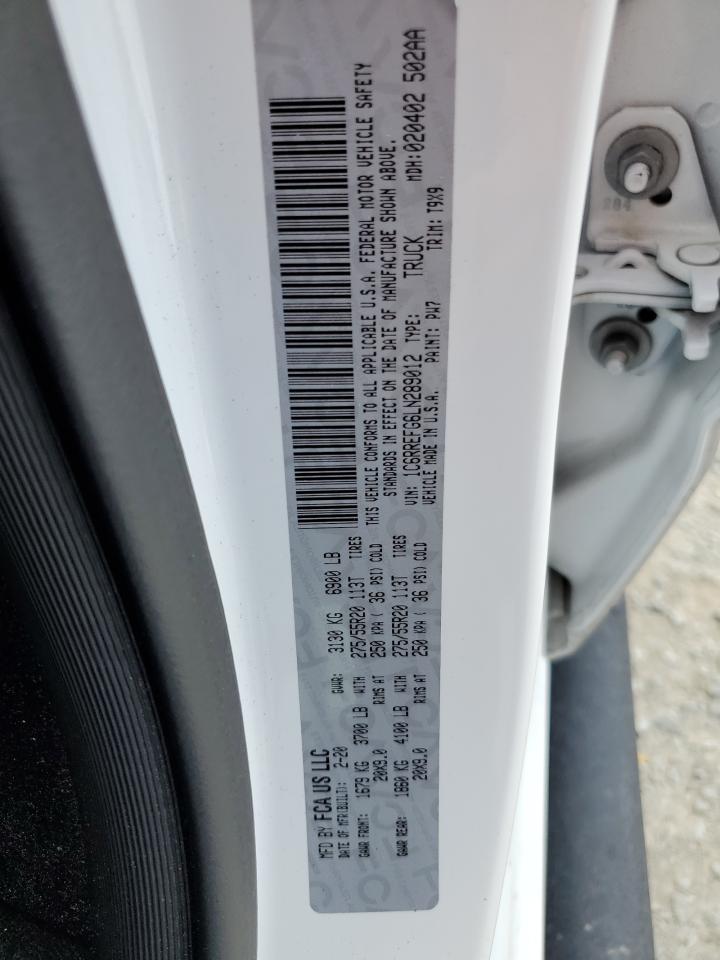 MFD BY FCA US LLC
DATE OF MFR(BUILT): 2-20 GVWR: 3130 KG 6900 LB
GAWR FRONT: 1679 KG 3700 LB WITH 275/55R20 113T TIRES
20X9.0 RIMS AT 250 KPA ( 36 PSI) COLD
GAWR REAR: 1860 KG 4100 LB WITH 275/55R20 113T TIRES
20X9.0 RIMS AT 250 KPA ( 36 PSI) COLD
THIS VEHICLE CONFORMS TO ALL APPLICABLE U.S.A. FEDERAL MOTOR VEHICLE SAFETY
STANDARDS IN EFFECT ON THE DATE OF MANUFACTURE SHOWN ABOVE.
VIN: 1C6RREFG6LN289012 TYPE: TRUCK MDH:020402 502AA
VEHICLE MADE IN U.S.A. PAINT: PW7 TRIM: T9X9